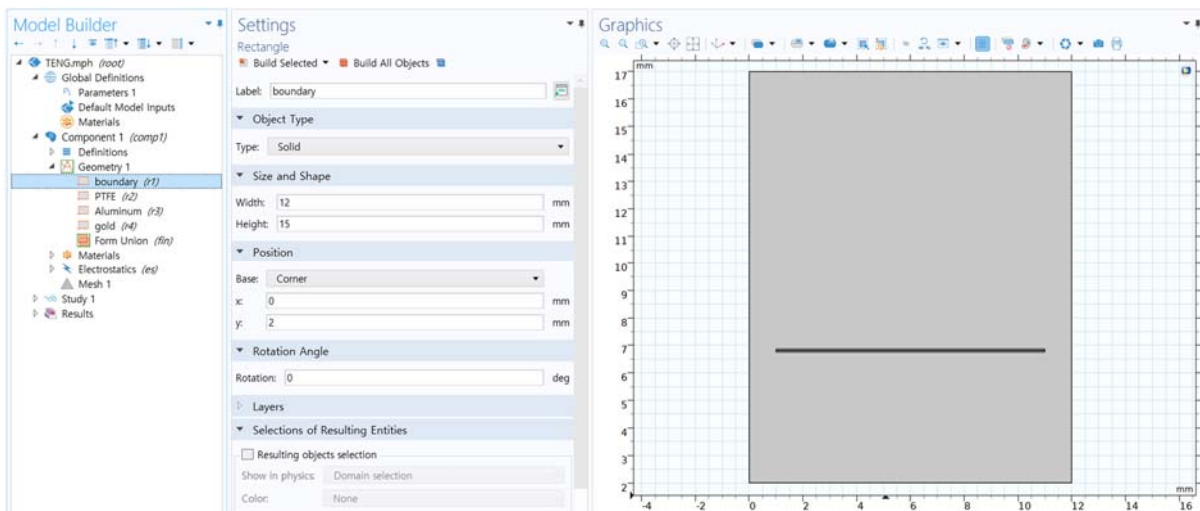 Model Builder
TENG.mph (root)
Global Definitions
Parameters 1
Default Model Inputs
Materials
Component 1 (comp1)
Definitions
Geometry 1
boundary (r1)
PTFE (r2)
Aluminum (r3)
gold (r4)
Form Union (fin)
Materials
Electrostatics (es)
Mesh 1
Study 1
Results
Settings
Rectangle
Build Selected
Build All Objects
Label: boundary
Object Type
Type: Solid
Size and Shape
Width: 12 mm
Height: 15 mm
Position
Base: Corner
x: 0 mm
y: 2 mm
Rotation Angle
Rotation: 0 deg
Layers
Selections of Resulting Entities
Resulting objects selection
Show in physics: Domain selection
Color: None
Graphics
mm
17
16
15
14
13
12
11
10
9
8
7
6
5
4
3
2
mm
-4 -2 0 2 4 6 8 10 12 14 16